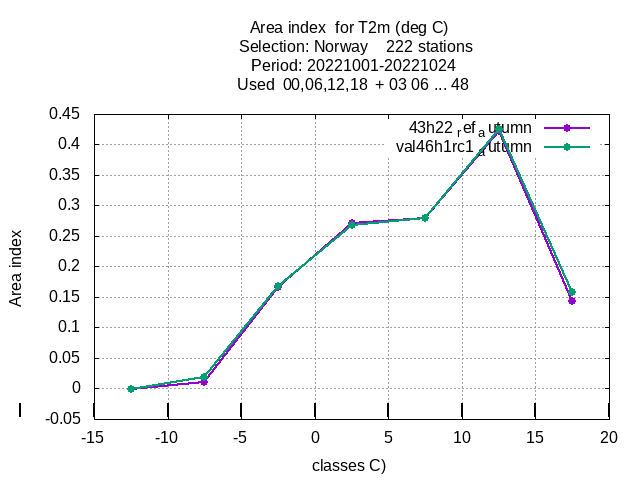 Area index  for T2m (deg C)
Selection: Norway    222 stations
Period: 20221001-20221024
Used  00,06,12,18  + 03 06 ... 48
43h22 ref autumn
val46h1rc1 autumn
0.45
0.4
0.35
0.3
0.25
0.2
0.15
0.1
0.05
0
-0.05
Area index
-15 -10 -5 0 5 10 15 20
classes C)